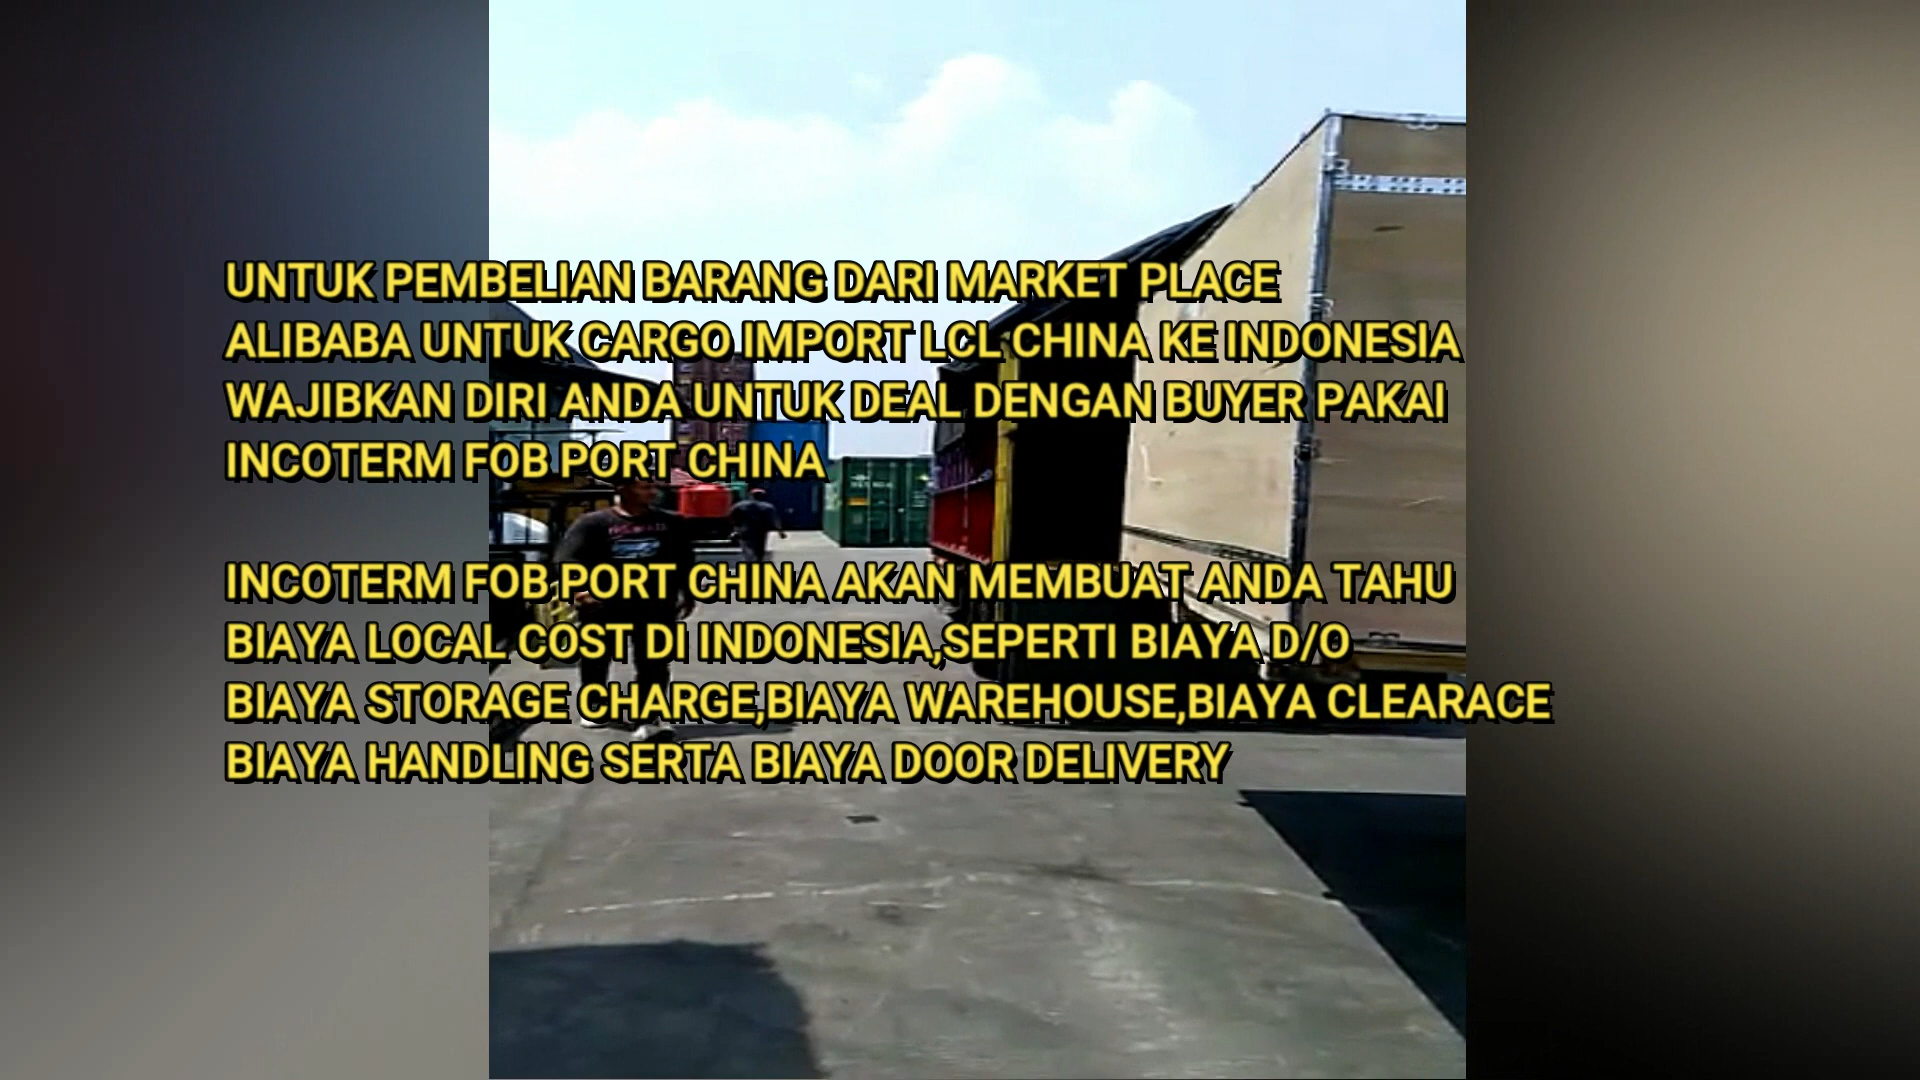 UNTUK PEMBELIAN BARANG DARI MARKET PLACE
ALIBABA UNTUK CARGO IMPORT LCL CHINA KE INDONESIA
WAJIBKAN DIRI ANDA UNTUK DEAL DENGAN BUYER PAKAI
INCOTERM FOB PORT CHINA
INCOTERM FOB PORT CHINA AKAN MEMBUAT ANDA TAHU
BIAYA LOCAL COST DI INDONESIA,SEPERTI BIAYA D/O
BIAYA STORAGE CHARGE,BIAYA WAREHOUSE,BIAYA CLEARACE
BIAYA HANDLING SERTA BIAYA DOOR DELIVERY